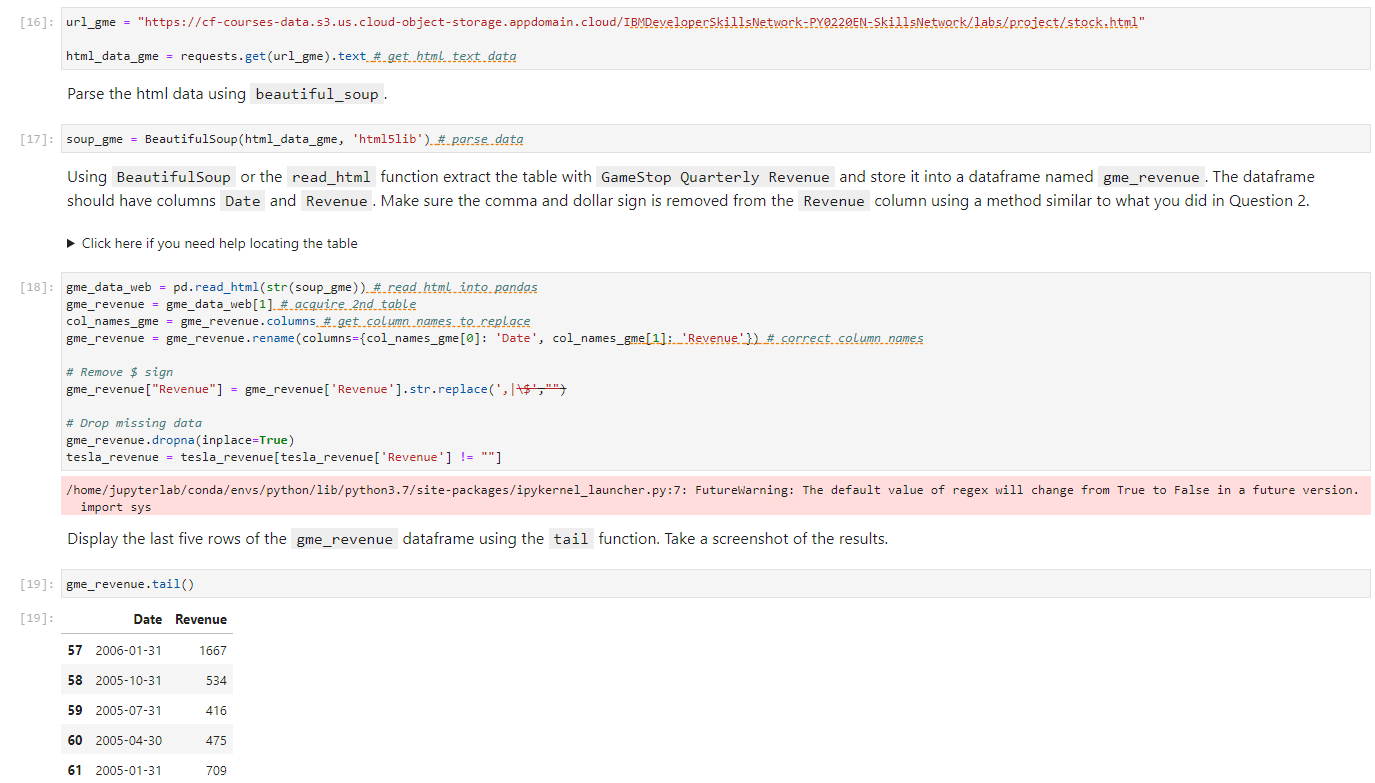 [16]: url_gme = "https://cf-courses-data.s3.us.cloud-object-storage.appdomain.cloud/IBMDeveloperSkillsNetwork-PY0220EN-SkillsNetwork/labs/project/stock.html"
html_data_gme = requests.get(url_gme).text # get html text data
Parse the html data using beautiful_soup.
[17]: soup_gme = BeautifulSoup(html_data_gme, 'html5lib') # parse data
Using BeautifulSoup or the read_html function extract the table with GameStop Quarterly Revenue and store it into a dataframe named gme_revenue. The dataframe
should have columns Date and Revenue. Make sure the comma and dollar sign is removed from the Revenue column using a method similar to what you did in Question 2.
▶ Click here if you need help locating the table
[18]: gme_data_web = pd.read_html(str(soup_gme)) # read html into pandas
gme_revenue = gme_data_web[1] # acquire 2nd table
col_names_gme = gme_revenue.columns # get column names to replace
gme_revenue = gme_revenue.rename(columns={col_names_gme[0]: 'Date', col_names_gme[1]: 'Revenue'}) # correct column names
# Remove $ sign
gme_revenue["Revenue"] = gme_revenue['Revenue'].str.replace(',|\$',"")
# Drop missing data
gme_revenue.dropna(inplace=True)
tesla_revenue = tesla_revenue[tesla_revenue['Revenue'] != ""]
/home/jupyterlab/conda/envs/python/lib/python3.7/site-packages/ipykernel_launcher.py:7: FutureWarning: The default value of regex will change from True to False in a future version.
import sys
Display the last five rows of the gme_revenue dataframe using the tail function. Take a screenshot of the results.
[19]: gme_revenue.tail()
[19]: Date Revenue
57 2006-01-31 1667
58 2005-10-31 534
59 2005-07-31 416
60 2005-04-30 475
61 2005-01-31 709